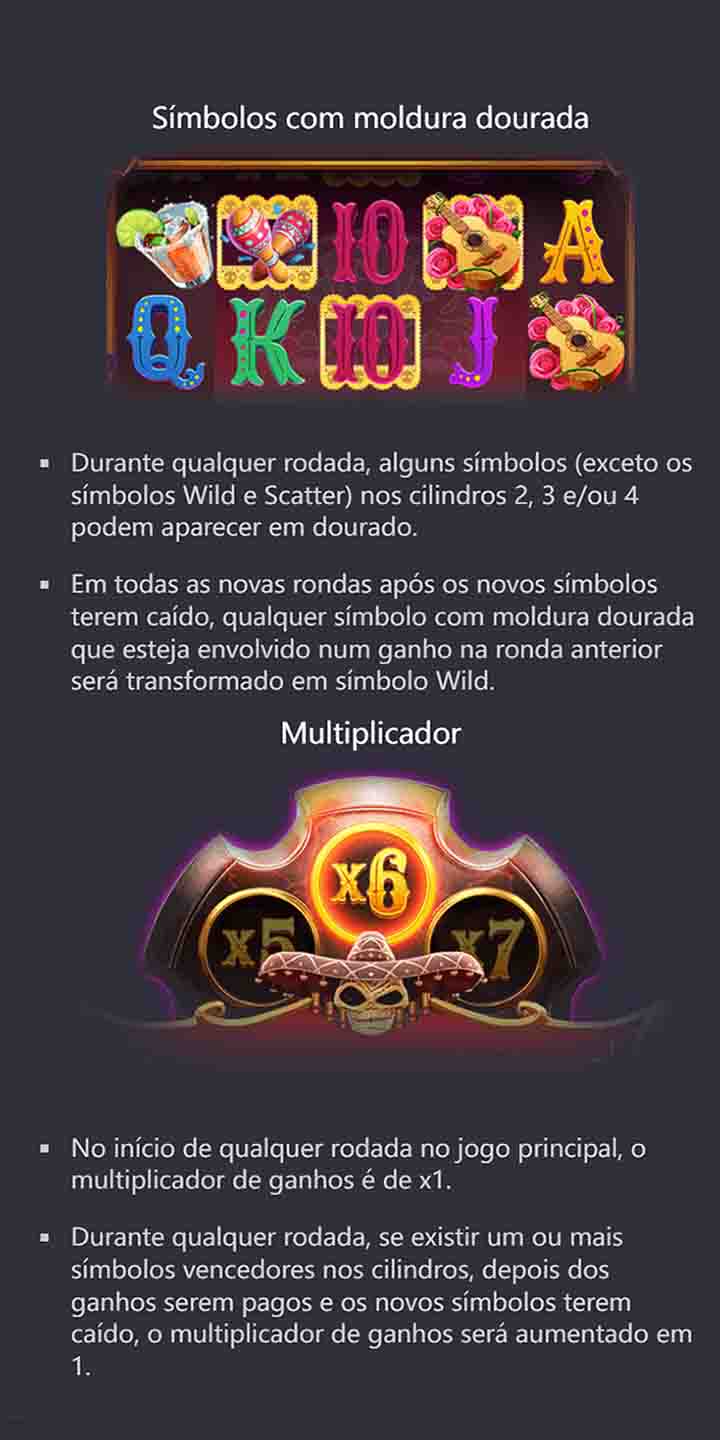 Símbolos com moldura dourada
10 A
Q K 10 J
▪ Durante qualquer rodada, alguns símbolos (exceto os
símbolos Wild e Scatter) nos cilindros 2, 3 e/ou 4
podem aparecer em dourado.
▪ Em todas as novas rondas após os novos símbolos
terem caído, qualquer símbolo com moldura dourada
que esteja envolvido num ganho na ronda anterior
será transformado em símbolo Wild.
Multiplicador
x6
x5 x7
▪ No início de qualquer rodada no jogo principal, o
multiplicador de ganhos é de x1.
▪ Durante qualquer rodada, se existir um ou mais
símbolos vencedores nos cilindros, depois dos
ganhos serem pagos e os novos símbolos terem
caído, o multiplicador de ganhos será aumentado em
1.